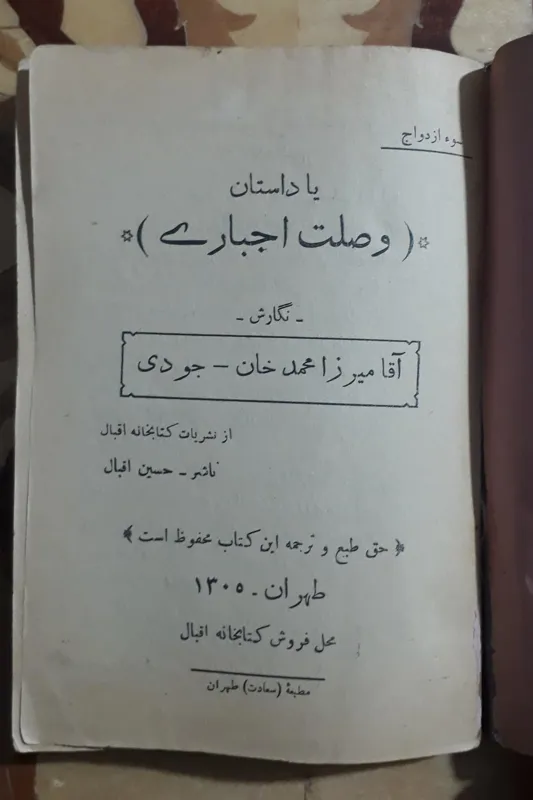 ازدواج
یا داستان
( وصلت اجباری )
ـ نگارش ـ
آقا میرزا محمد خان – جودی
از نشریات کتابخانه اقبال
ناشر ـ حسین اقبال
﴿ حق طبع و ترجمه این کتاب محفوظ است ﴾
طهران ـ ۱۳۰۵
محل فروش کتابخانه اقبال
مطبعهٔ (سعادت) طهران